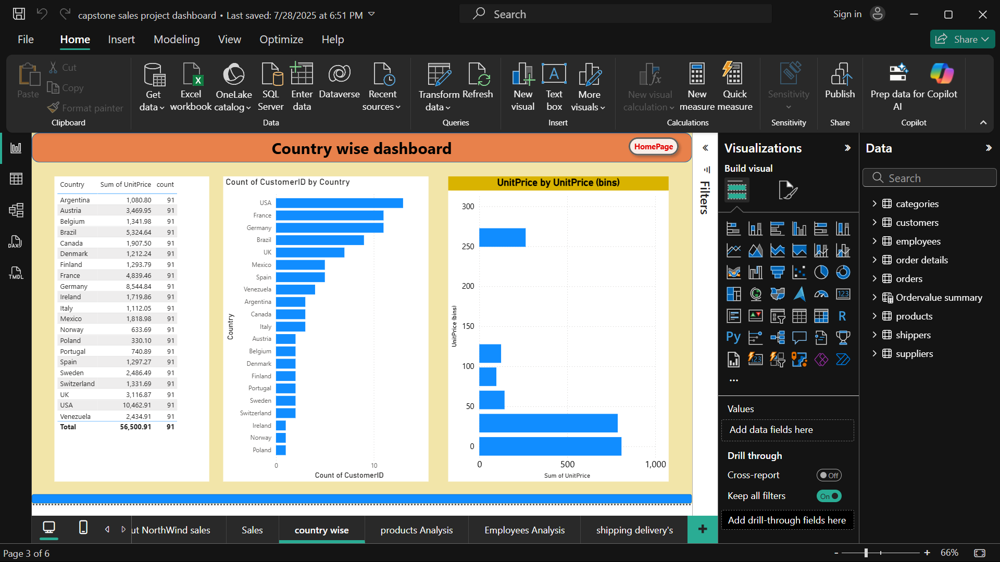 capstone sales project dashboard • Last saved: 7/28/2025 at 6:51 PM
Search
Sign in
File Home Insert Modeling View Optimize Help
Share
Paste
Cut
Copy
Format painter
Clipboard
Get data
Excel workbook
OneLake catalog
SQL Server
Enter data
Dataverse
Recent sources
Data
Transform data
Refresh
Queries
New visual
Text box
More visuals
Insert
New visual calculation
New measure
Quick measure
Calculations
Sensitivity
Sensitivity
Publish
Share
Prep data for AI
Copilot
Copilot
DAX
TMDL
Country wise dashboard
HomePage
Country Sum of UnitPrice count
Argentina 1,080.80 91
Austria 3,469.95 91
Belgium 1,341.98 91
Brazil 5,324.64 91
Canada 1,907.50 91
Denmark 1,212.24 91
Finland 1,293.79 91
France 4,839.46 91
Germany 8,544.84 91
Ireland 1,719.86 91
Italy 1,112.05 91
Mexico 1,818.98 91
Norway 633.69 91
Poland 330.10 91
Portugal 740.89 91
Spain 1,297.27 91
Sweden 2,486.49 91
Switzerland 1,331.69 91
UK 3,116.87 91
USA 10,462.91 91
Venezuela 2,434.91 91
Total 56,500.91 91
Count of CustomerID by Country
Country
USA
France
Germany
Brazil
UK
Mexico
Spain
Venezuela
Argentina
Canada
Italy
Austria
Belgium
Denmark
Finland
Portugal
Sweden
Switzerland
Ireland
Norway
Poland
0 10
Count of CustomerID
UnitPrice by UnitPrice (bins)
UnitPrice (bins)
300
250
200
150
100
50
0
0 500 1,000
Sum of UnitPrice
Filters
Visualizations
Build visual
123
R
Py
123
Values
Add data fields here
Drill through
Cross-report Off
Keep all filters On
Add drill-through fields here
Data
Search
categories
customers
employees
order details
orders
Ordervalue summary
products
shippers
suppliers
ut NorthWind sales Sales country wise products Analysis Employees Analysis shipping delivery's +
Page 3 of 6
- + 66%